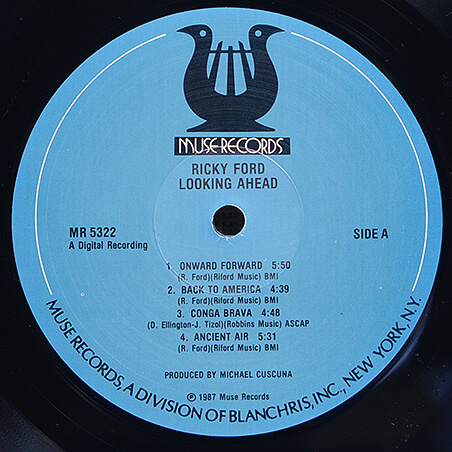 MUSE RECORDS
RICKY FORD
LOOKING AHEAD
MR 5322
A Digital Recording
SIDE A
1. ONWARD FORWARD 5:50
(R. Ford)(Riford Music) BMI
2. BACK TO AMERICA 4:39
(R. Ford)(Riford Music) BMI
3. CONGA BRAVA 4:48
(D. Ellington-J. Tizol)(Robbins Music) ASCAP
4. ANCIENT AIR 5:31
(R. Ford)(Riford Music) BMI
PRODUCED BY MICHAEL CUSCUNA
℗ 1987 Muse Records
MUSE RECORDS, A DIVISION OF BLANCHRIS, INC., NEW YORK, N.Y.